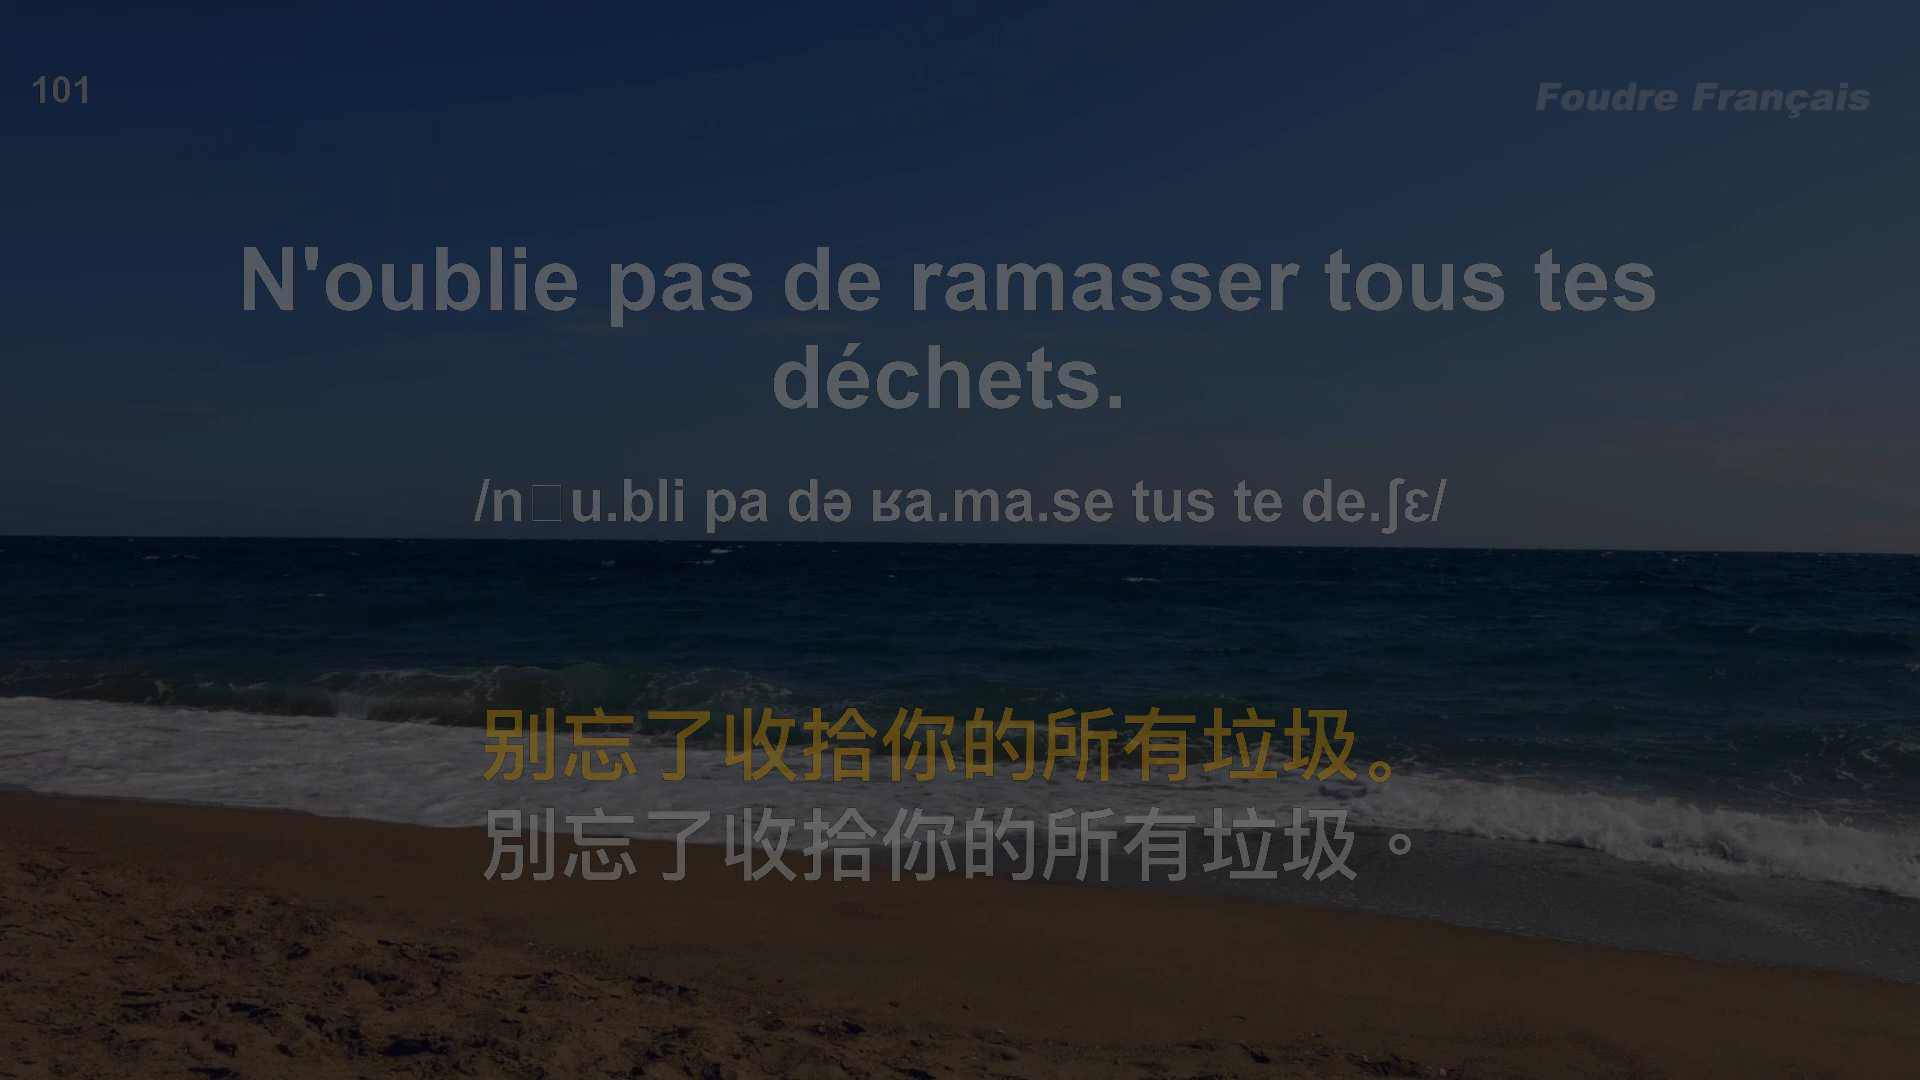 101
Foudre Français
N'oublie pas de ramasser tous tes
déchets.
/n□u.bli pa də ʁa.ma.se tus te de.ʃɛ/
别忘了收拾你的所有垃圾。
別忘了收拾你的所有垃圾。